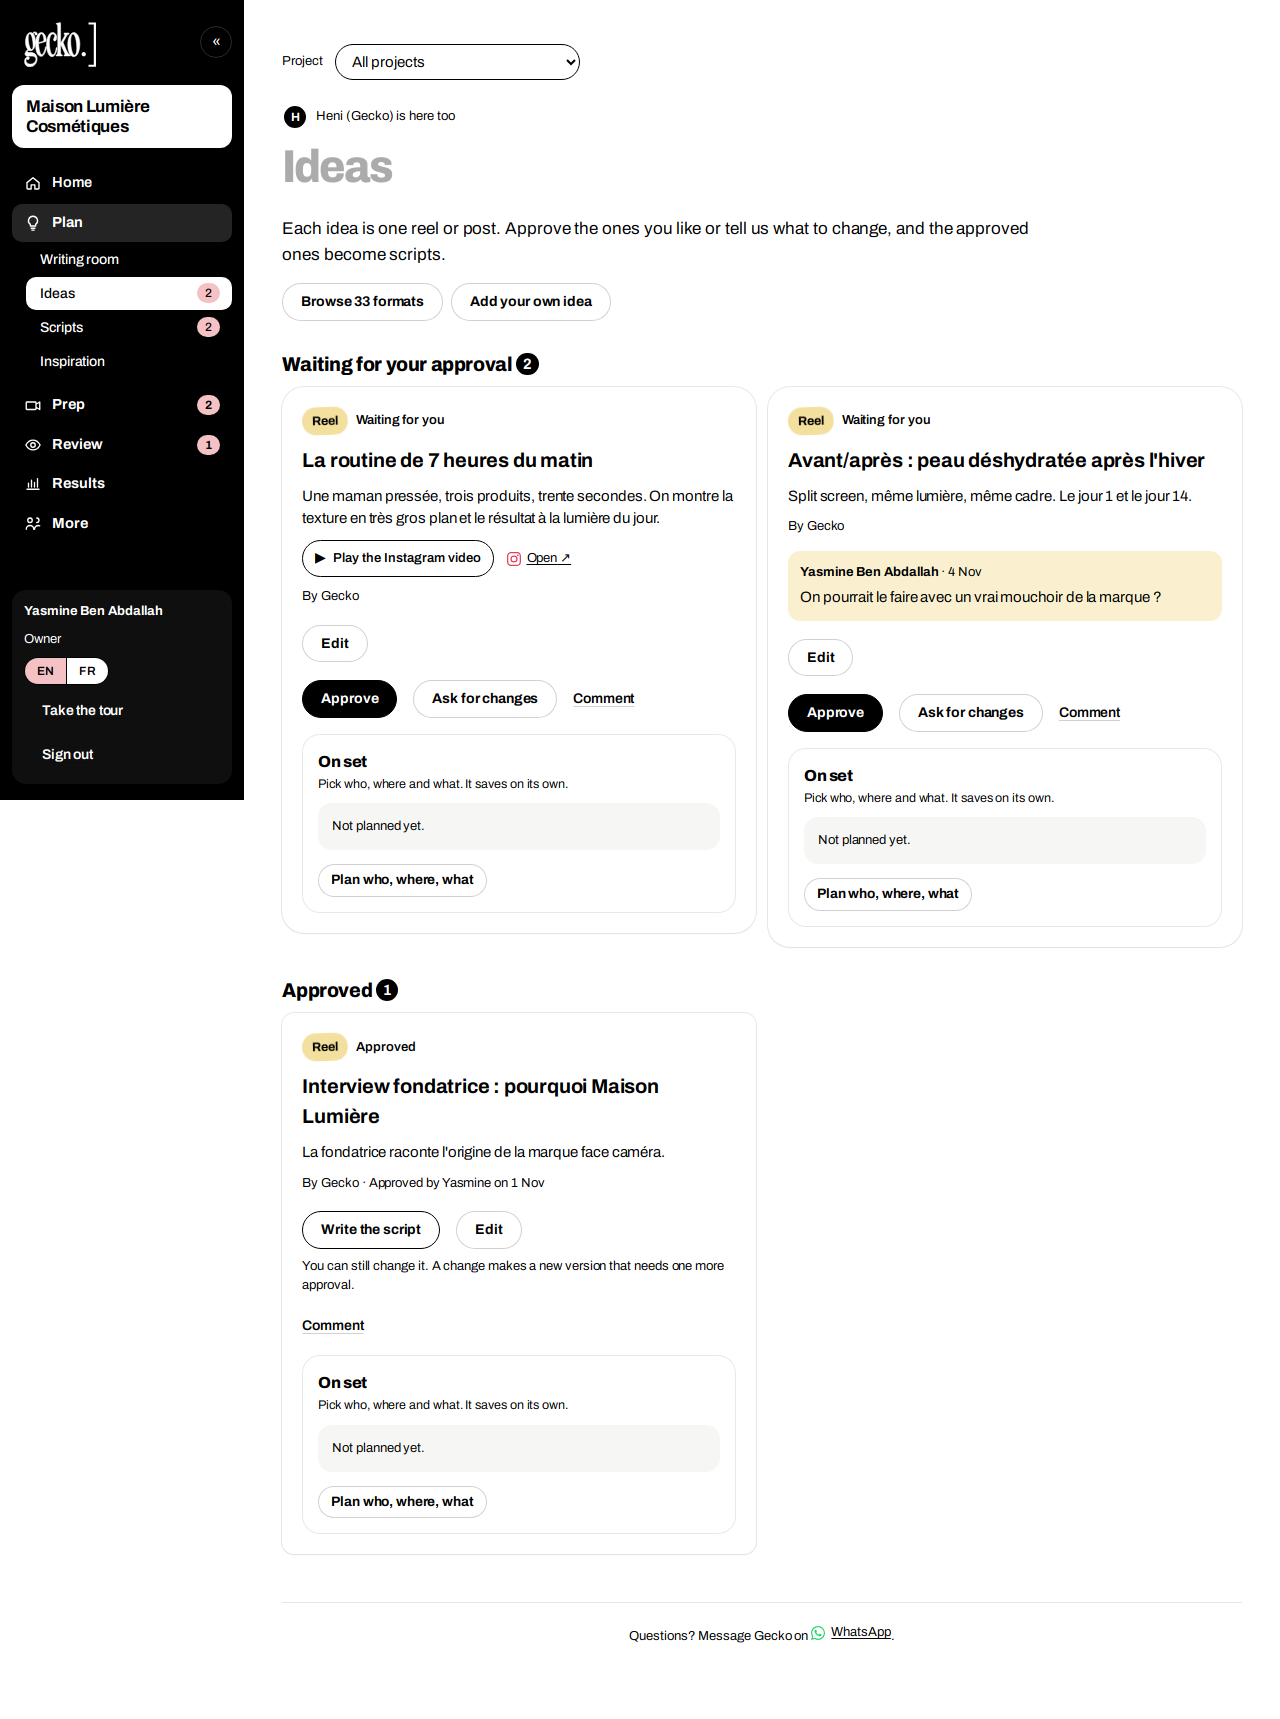 gecko.]
«
Maison Lumière
Cosmétiques
Home
Plan
Writing room
Ideas 2
Scripts 2
Inspiration
Prep 2
Review 1
Results
More
Yasmine Ben Abdallah
Owner
EN FR
Take the tour
Sign out
Project All projects
H Heni (Gecko) is here too
Ideas
Each idea is one reel or post. Approve the ones you like or tell us what to change, and the approved
ones become scripts.
Browse 33 formats Add your own idea
Waiting for your approval 2
Reel Waiting for you
La routine de 7 heures du matin
Une maman pressée, trois produits, trente secondes. On montre la
texture en très gros plan et le résultat à la lumière du jour.
▶ Play the Instagram video Open ↗
By Gecko
Edit
Approve Ask for changes Comment
On set
Pick who, where and what. It saves on its own.
Not planned yet.
Plan who, where, what
Reel Waiting for you
Avant/après : peau déshydratée après l'hiver
Split screen, même lumière, même cadre. Le jour 1 et le jour 14.
By Gecko
Yasmine Ben Abdallah · 4 Nov
On pourrait le faire avec un vrai mouchoir de la marque ?
Edit
Approve Ask for changes Comment
On set
Pick who, where and what. It saves on its own.
Not planned yet.
Plan who, where, what
Approved 1
Reel Approved
Interview fondatrice : pourquoi Maison
Lumière
La fondatrice raconte l'origine de la marque face caméra.
By Gecko · Approved by Yasmine on 1 Nov
Write the script Edit
You can still change it. A change makes a new version that needs one more
approval.
Comment
On set
Pick who, where and what. It saves on its own.
Not planned yet.
Plan who, where, what
Questions? Message Gecko on WhatsApp.